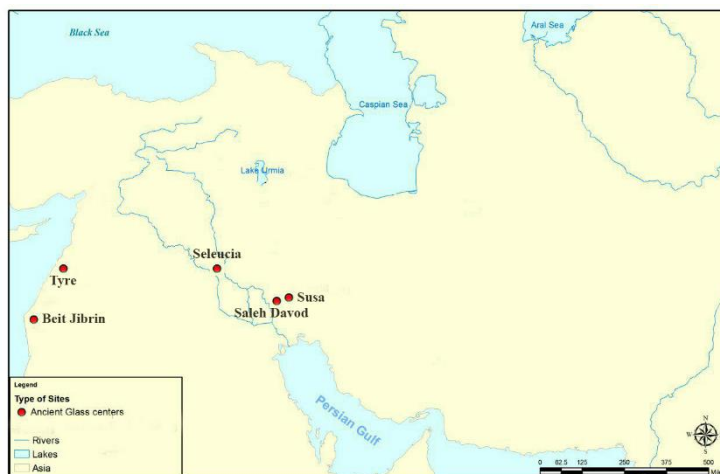 Black Sea
Aral Sea
Caspian Sea
Lake Urmia
Seleucia
Tyre
Susa
Saleh Davod
Beit Jibrin
Persian Gulf
Legend
Type of Sites
Ancient Glass centers
Rivers
Lakes
Asia
N
W
S
0 62.5 125 250 375 500